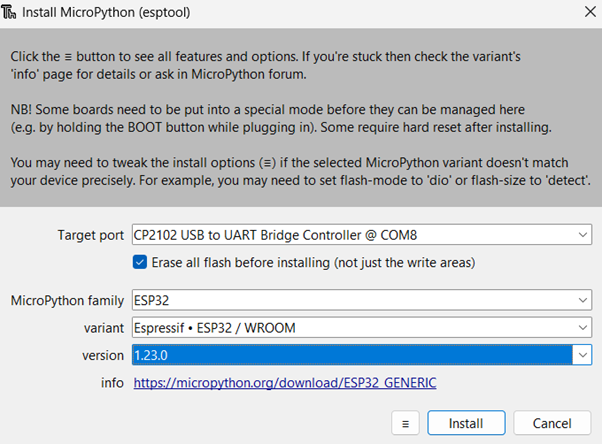 Install MicroPython (esptool)
Click the ≡ button to see all features and options. If you're stuck then check the variant's
'info' page for details or ask in MicroPython forum.
NB! Some boards need to be put into a special mode before they can be managed here
(e.g. by holding the BOOT button while plugging in). Some require hard reset after installing.
You may need to tweak the install options (≡) if the selected MicroPython variant doesn't match
your device precisely. For example, you may need to set flash-mode to 'dio' or flash-size to 'detect'.
Target port CP2102 USB to UART Bridge Controller @ COM8
Erase all flash before installing (not just the write areas)
MicroPython family ESP32
variant Espressif • ESP32 / WROOM
version 1.23.0
info https://micropython.org/download/ESP32_GENERIC
≡ Install Cancel